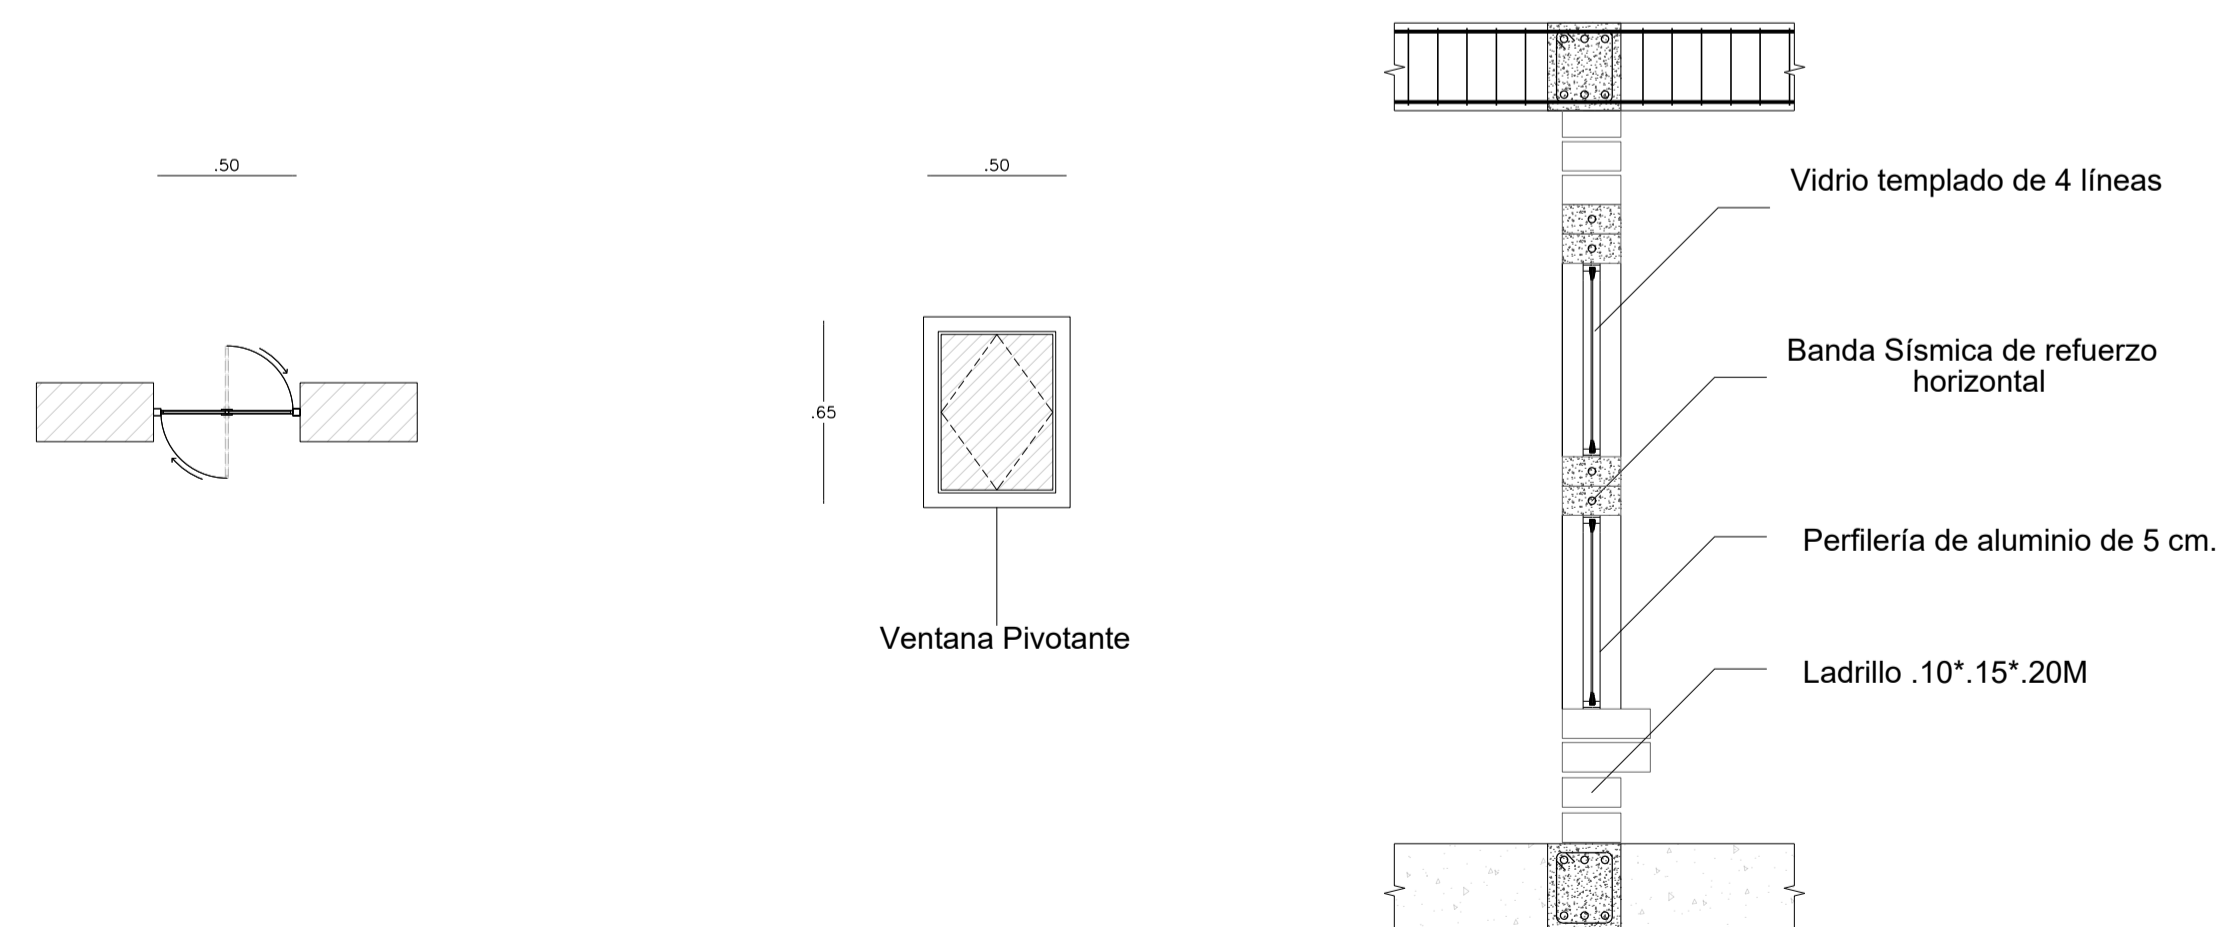 .50
.50
.65
Ventana Pivotante
Vidrio templado de 4 líneas
Banda Sísmica de refuerzo
horizontal
Perfilería de aluminio de 5 cm.
Ladrillo .10*.15*.20M